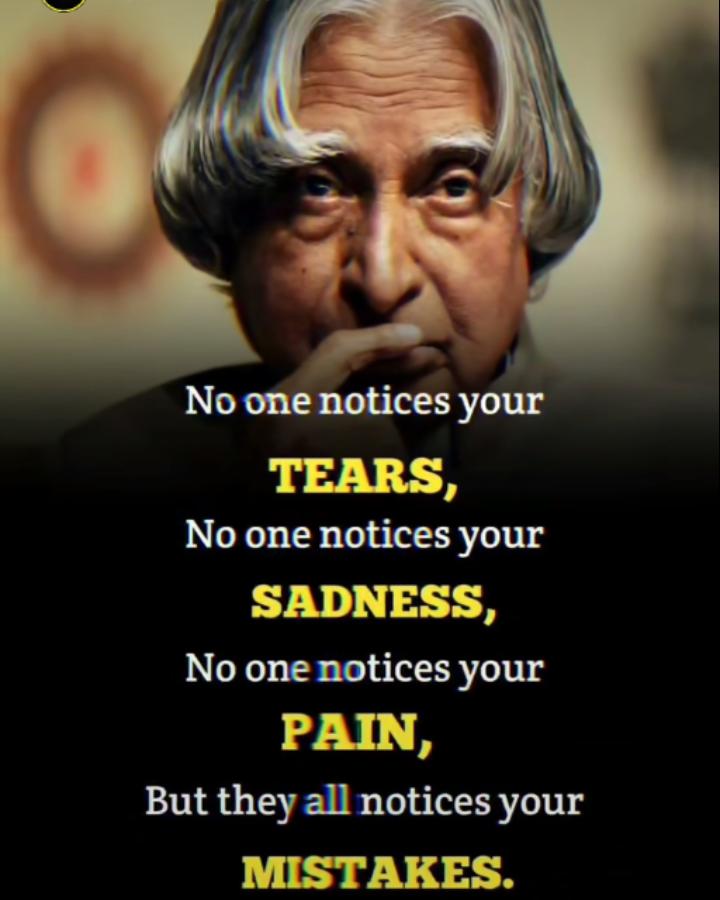 No one notices your
TEARS,
No one notices your
SADNESS,
No one notices your
PAIN,
But they all notices your
MISTAKES.